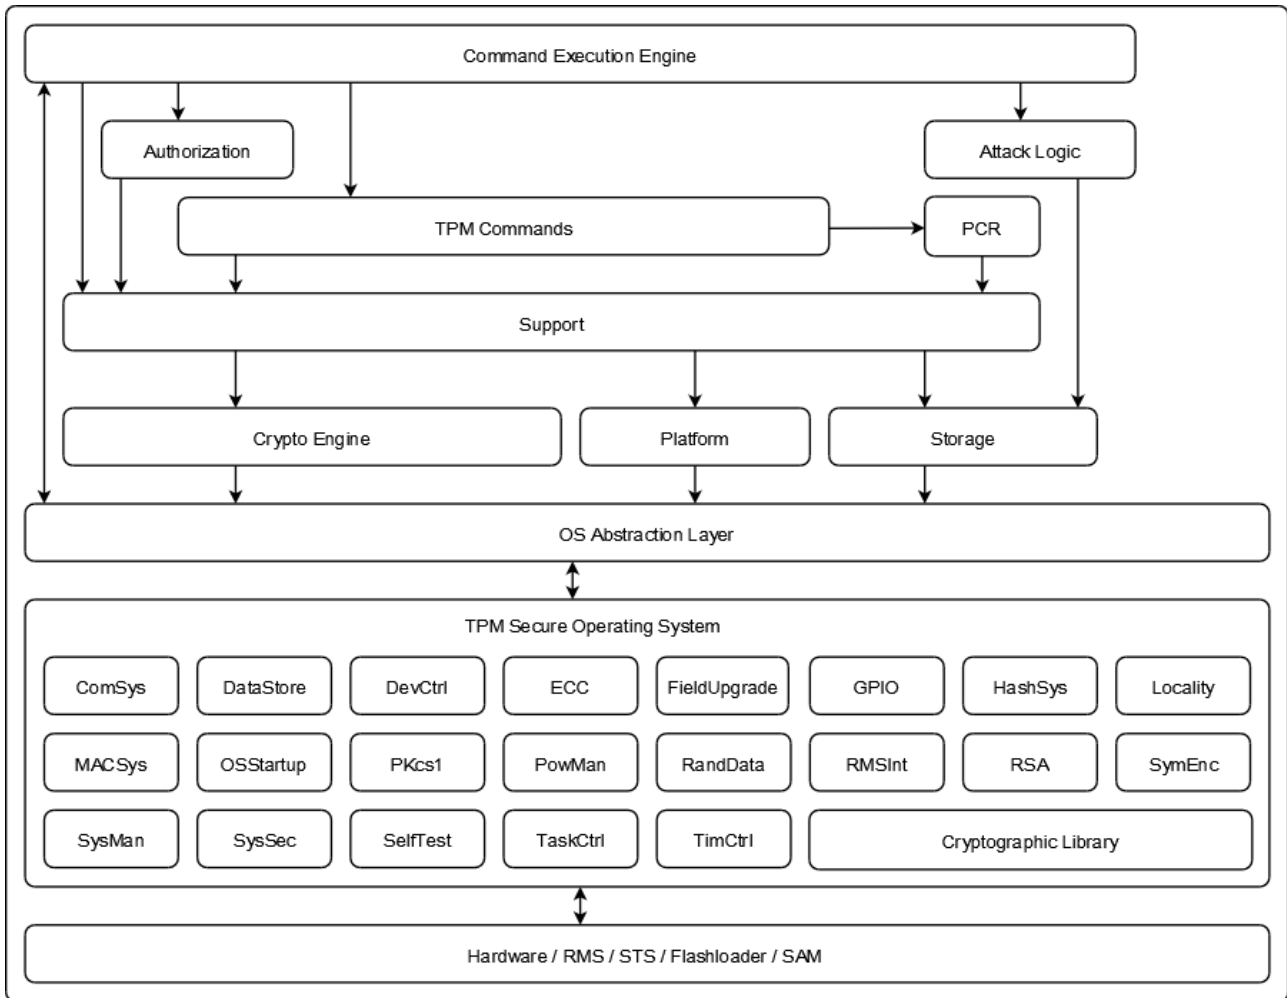 Command Execution Engine
Authorization
Attack Logic
TPM Commands
PCR
Support
Crypto Engine
Platform
Storage
OS Abstraction Layer
TPM Secure Operating System
ComSys
DataStore
DevCtrl
ECC
FieldUpgrade
GPIO
HashSys
Locality
MACSys
OSStartup
PKcs1
PowMan
RandData
RMSInt
RSA
SymEnc
SysMan
SysSec
SelfTest
TaskCtrl
TimCtrl
Cryptographic Library
Hardware / RMS / STS / Flashloader / SAM